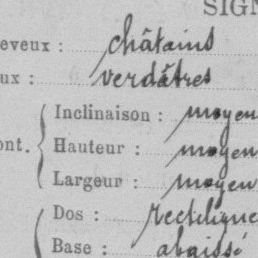 SIGN
eveux : châtains
ux : verdâtres
Inclinaison : moyen
ont. Hauteur : moyen
Largeur : moyen
Dos : rectiligne
Base : abaissé